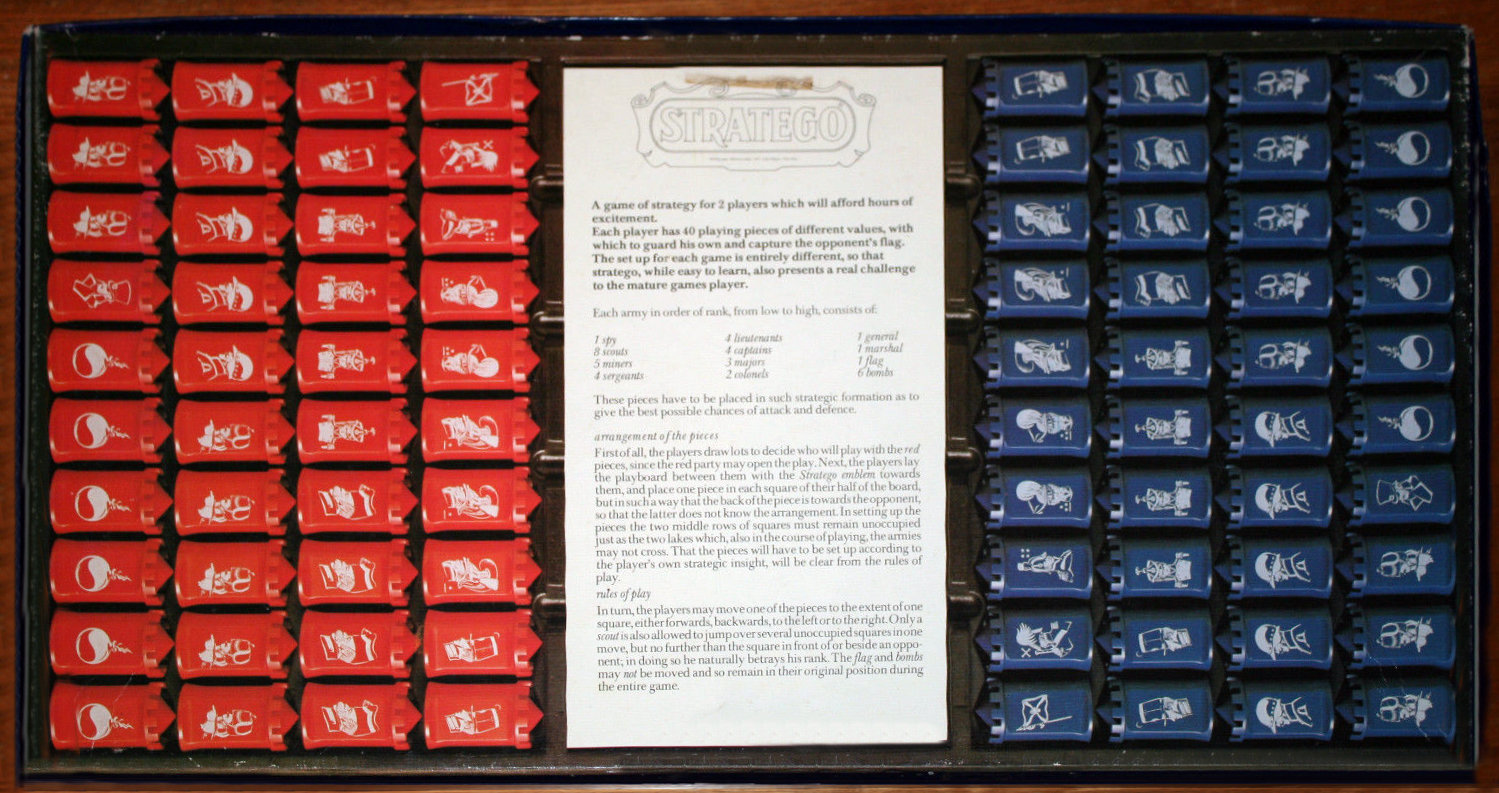 STRATEGO
A game of strategy for 2 players which will afford hours of
excitement.
Each player has 40 playing pieces of different values, with
which to guard his own and capture the opponent's flag.
The set up for each game is entirely different, so that
stratego, while easy to learn, also presents a real challenge
to the mature games player.
Each army in order of rank, from low to high, consists of:
1 spy 4 lieutenants 1 general
8 scouts 4 captains 1 marshal
5 miners 3 majors 1 flag
4 sergeants 2 colonels 6 bombs
These pieces have to be placed in such strategic formation as to
give the best possible chances of attack and defence.
arrangement of the pieces
First of all, the players draw lots to decide who will play with the red
pieces, since the red party may open the play. Next, the players lay
the playboard between them with the Stratego emblem towards
them, and place one piece in each square of their half of the board,
but in such a way that the back of the piece is towards the opponent,
so that the latter does not know the arrangement. In setting up the
pieces the two middle rows of squares must remain unoccupied
just as the two lakes which, also in the course of playing, the armies
may not cross. That the pieces will have to be set up according to
the player's own strategic insight, will be clear from the rules of
play.
rules of play
In turn, the players may move one of the pieces to the extent of one
square, either forwards, backwards, to the left or to the right. Only a
scout is also allowed to jump over several unoccupied squares in one
move, but no further than the square in front of or beside an oppo-
nent; in doing so he naturally betrays his rank. The flag and bombs
may not be moved and so remain in their original position during
the entire game.